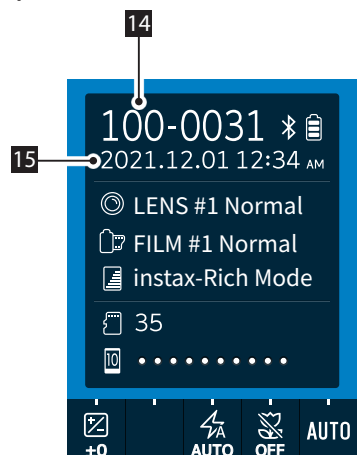 14
100-0031
15
2021.12.01 12:34 AM
LENS #1 Normal
FILM #1 Normal
instax-Rich Mode
35
10
A
AUTO
±0 AUTO OFF